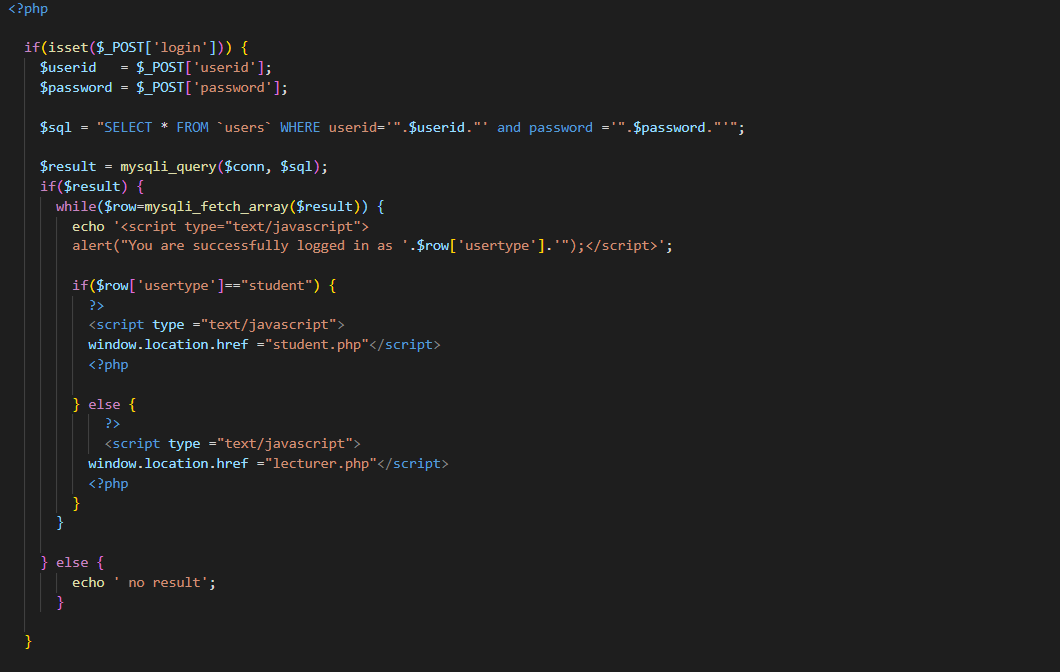 <?php
if(isset($_POST['login'])) {
$userid   = $_POST['userid'];
$password = $_POST['password'];
$sql = "SELECT * FROM `users` WHERE userid='".$userid."' and password ='".$password."'";
$result = mysqli_query($conn, $sql);
if($result) {
while($row=mysqli_fetch_array($result)) {
echo '<script type="text/javascript">
alert("You are successfully logged in as '.$row['usertype'].'");</script>';
if($row['usertype']=="student") {
?>
<script type ="text/javascript">
window.location.href ="student.php"</script>
<?php
} else {
?>
<script type ="text/javascript">
window.location.href ="lecturer.php"</script>
<?php
}
}
} else {
echo ' no result';
}
}